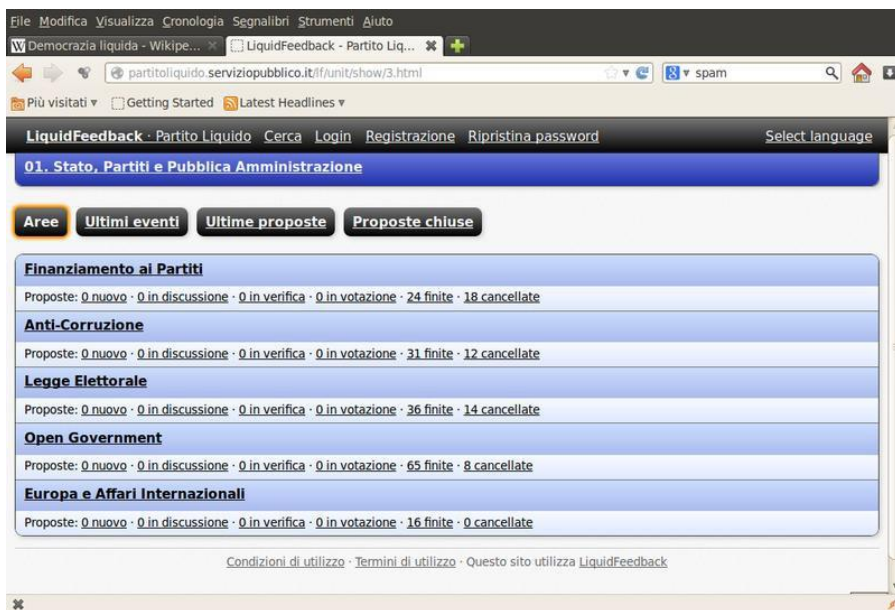 File Modifica Visualizza Cronologia Segnalibri Strumenti Aiuto
Democrazia liquida - Wikipe... LiquidFeedback - Partito Liq...
partitoliquido.serviziopubblico.it/lf/unit/show/3.html spam
Più visitati Getting Started Latest Headlines
LiquidFeedback · Partito Liquido Cerca Login Registrazione Ripristina password Select language
01. Stato, Partiti e Pubblica Amministrazione
Aree Ultimi eventi Ultime proposte Proposte chiuse
Finanziamento ai Partiti
Proposte: 0 nuovo · 0 in discussione · 0 in verifica · 0 in votazione · 24 finite · 18 cancellate
Anti-Corruzione
Proposte: 0 nuovo · 0 in discussione · 0 in verifica · 0 in votazione · 31 finite · 12 cancellate
Legge Elettorale
Proposte: 0 nuovo · 0 in discussione · 0 in verifica · 0 in votazione · 36 finite · 14 cancellate
Open Government
Proposte: 0 nuovo · 0 in discussione · 0 in verifica · 0 in votazione · 65 finite · 8 cancellate
Europa e Affari Internazionali
Proposte: 0 nuovo · 0 in discussione · 0 in verifica · 0 in votazione · 16 finite · 0 cancellate
Condizioni di utilizzo · Termini di utilizzo · Questo sito utilizza LiquidFeedback